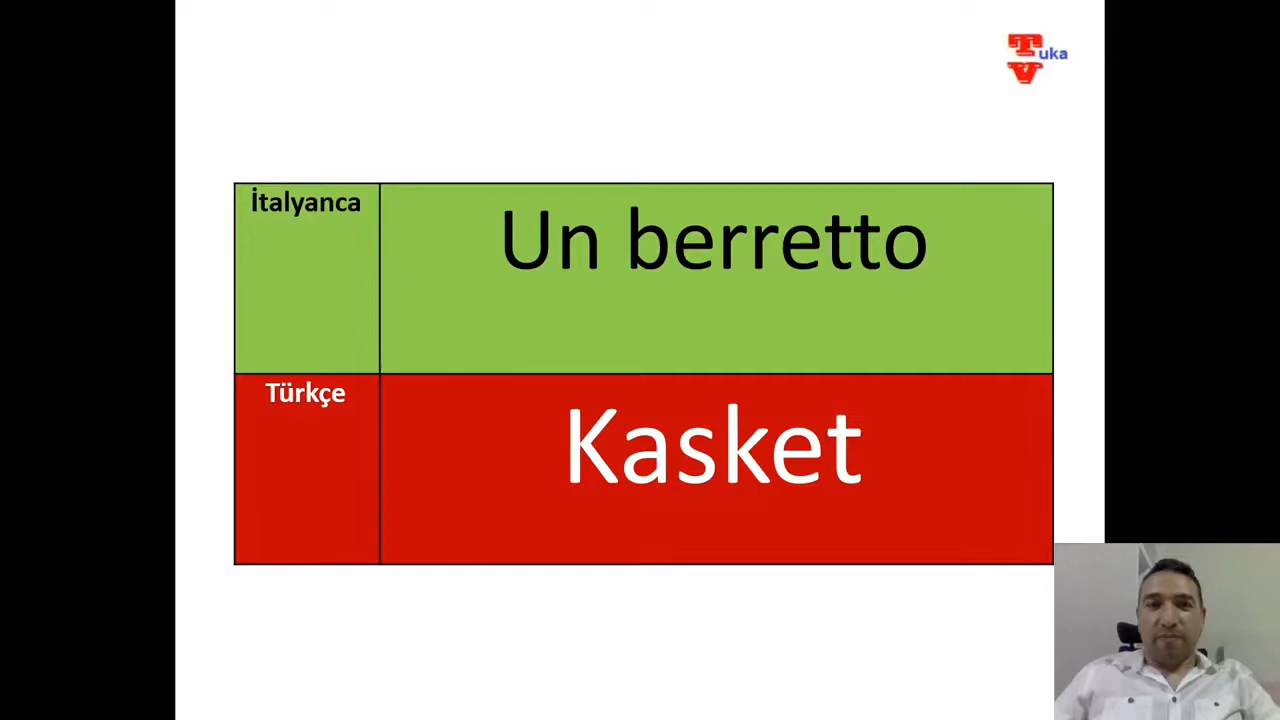 T uka
V
İtalyanca
Un berretto
Türkçe
Kasket